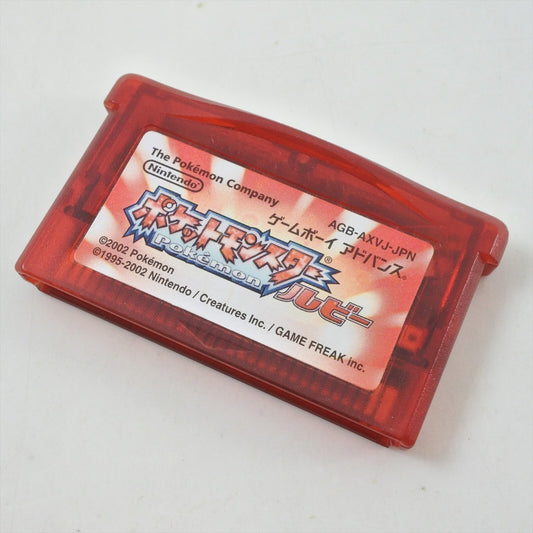 The Pokémon Company
Nintendo
AGB-AXVJ-JPN
ゲームボーイ アドバンス®
ポケットモンスター®
Pokémon
ルビー
©2002 Pokémon
©1995-2002 Nintendo / Creatures Inc. / GAME FREAK inc.